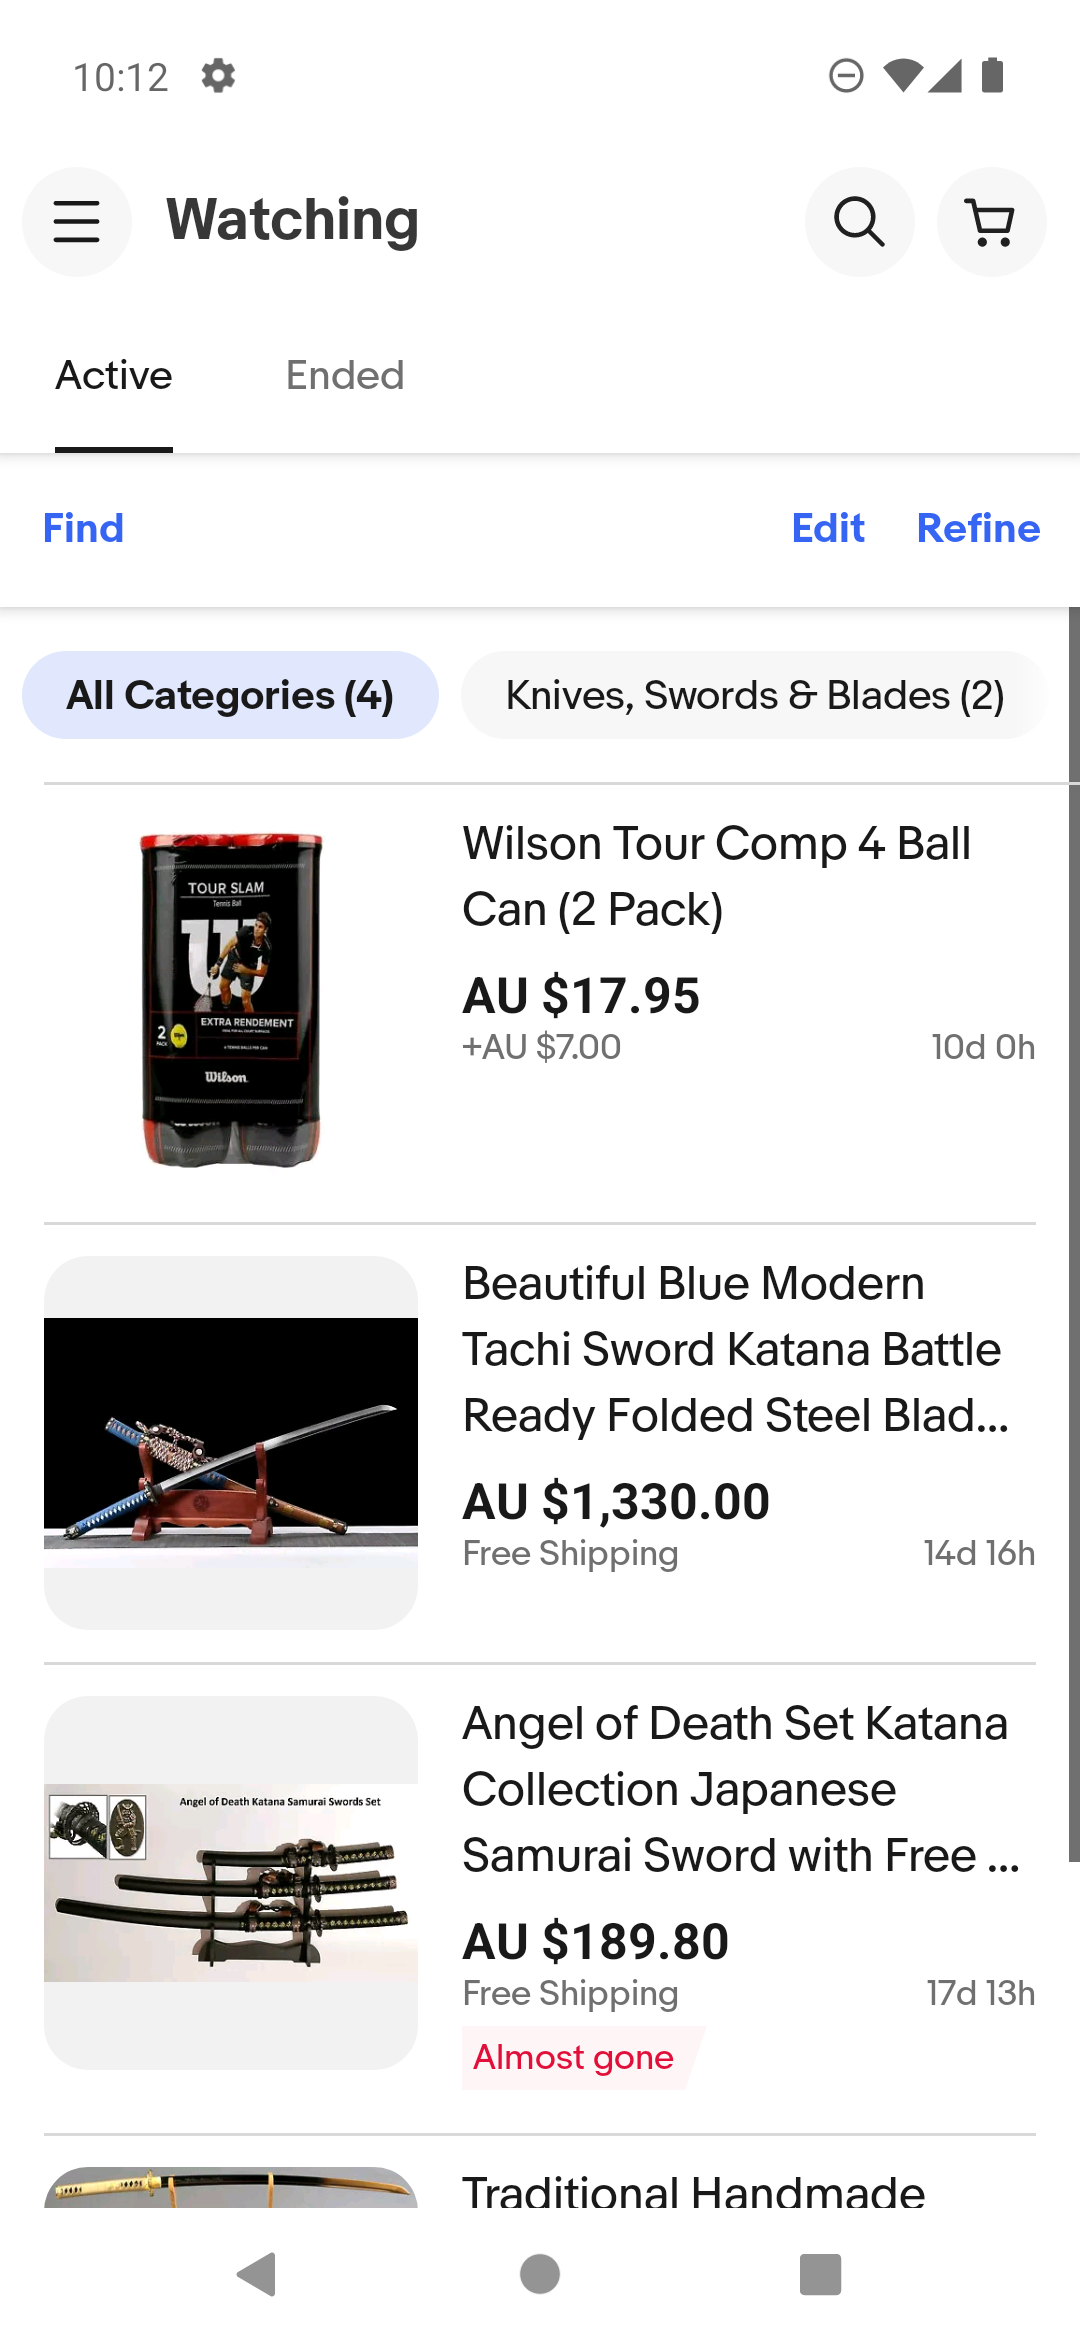 10:12
Watching
Active
Ended
Find
Edit
Refine
All Categories (4)
Knives, Swords & Blades (2)
TOUR SLAM
Tennis Ball
2
PACK
EXTRA RENDEMENT
Wilson
Wilson Tour Comp 4 Ball
Can (2 Pack)
AU $17.95
+AU $7.00
10d 0h
Beautiful Blue Modern
Tachi Sword Katana Battle
Ready Folded Steel Blad...
AU $1,330.00
Free Shipping
14d 16h
Angel of Death Katana Samurai Swords Set
Angel of Death Set Katana
Collection Japanese
Samurai Sword with Free ...
AU $189.80
Free Shipping
17d 13h
Almost gone
Traditional Handmade